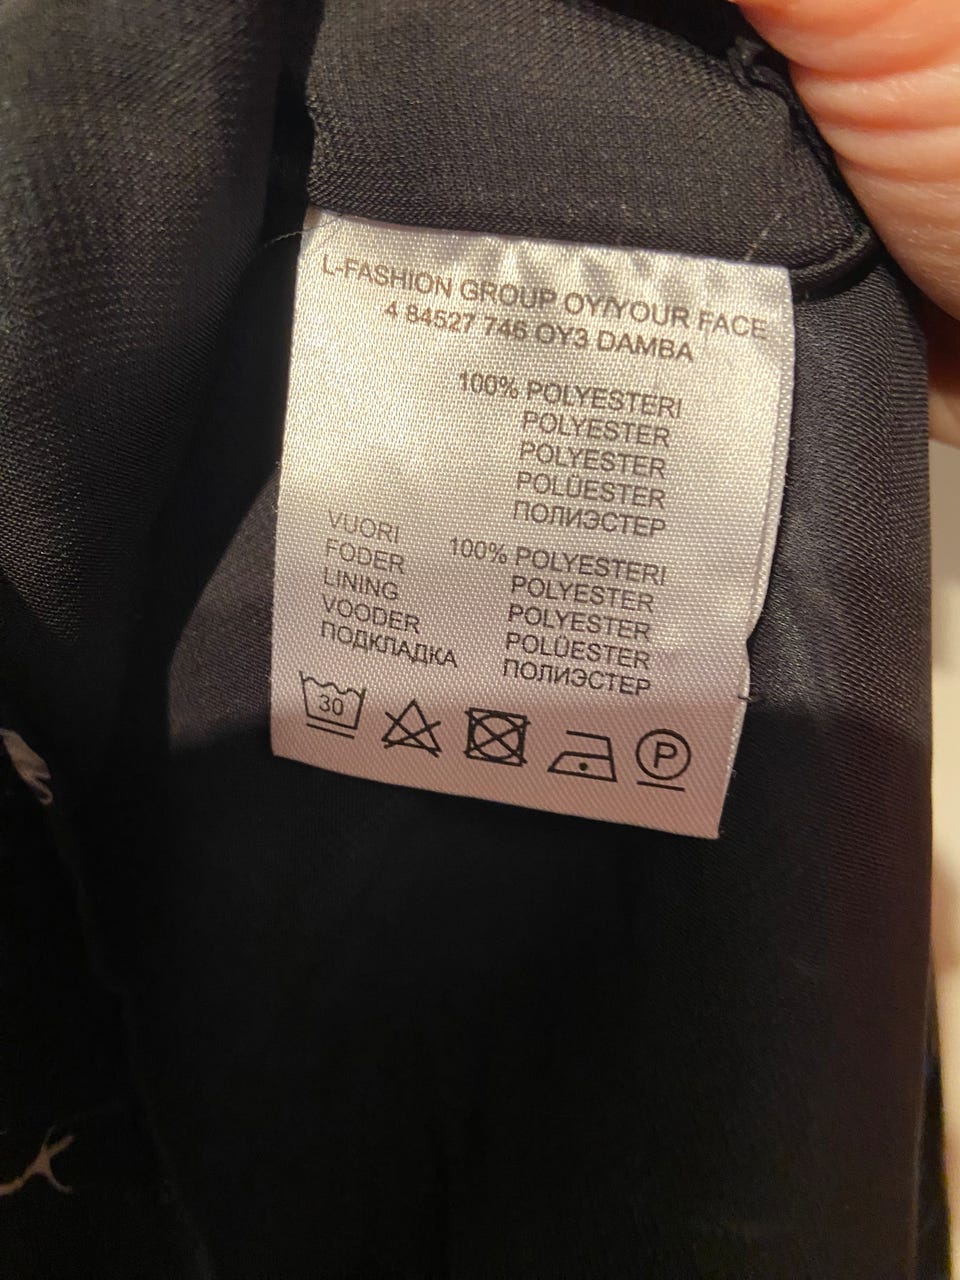 L-FASHION GROUP OY/YOUR FACE
4 84527 746 OY3 DAMBA
100% POLYESTERI
POLYESTER
POLYESTER
POLÜESTER
ПОЛИЭСТЕР
VUORI 100% POLYESTERI
FODER POLYESTER
LINING POLYESTER
VOODER POLÜESTER
ПОДКЛАДКА ПОЛИЭСТЕР
30 P